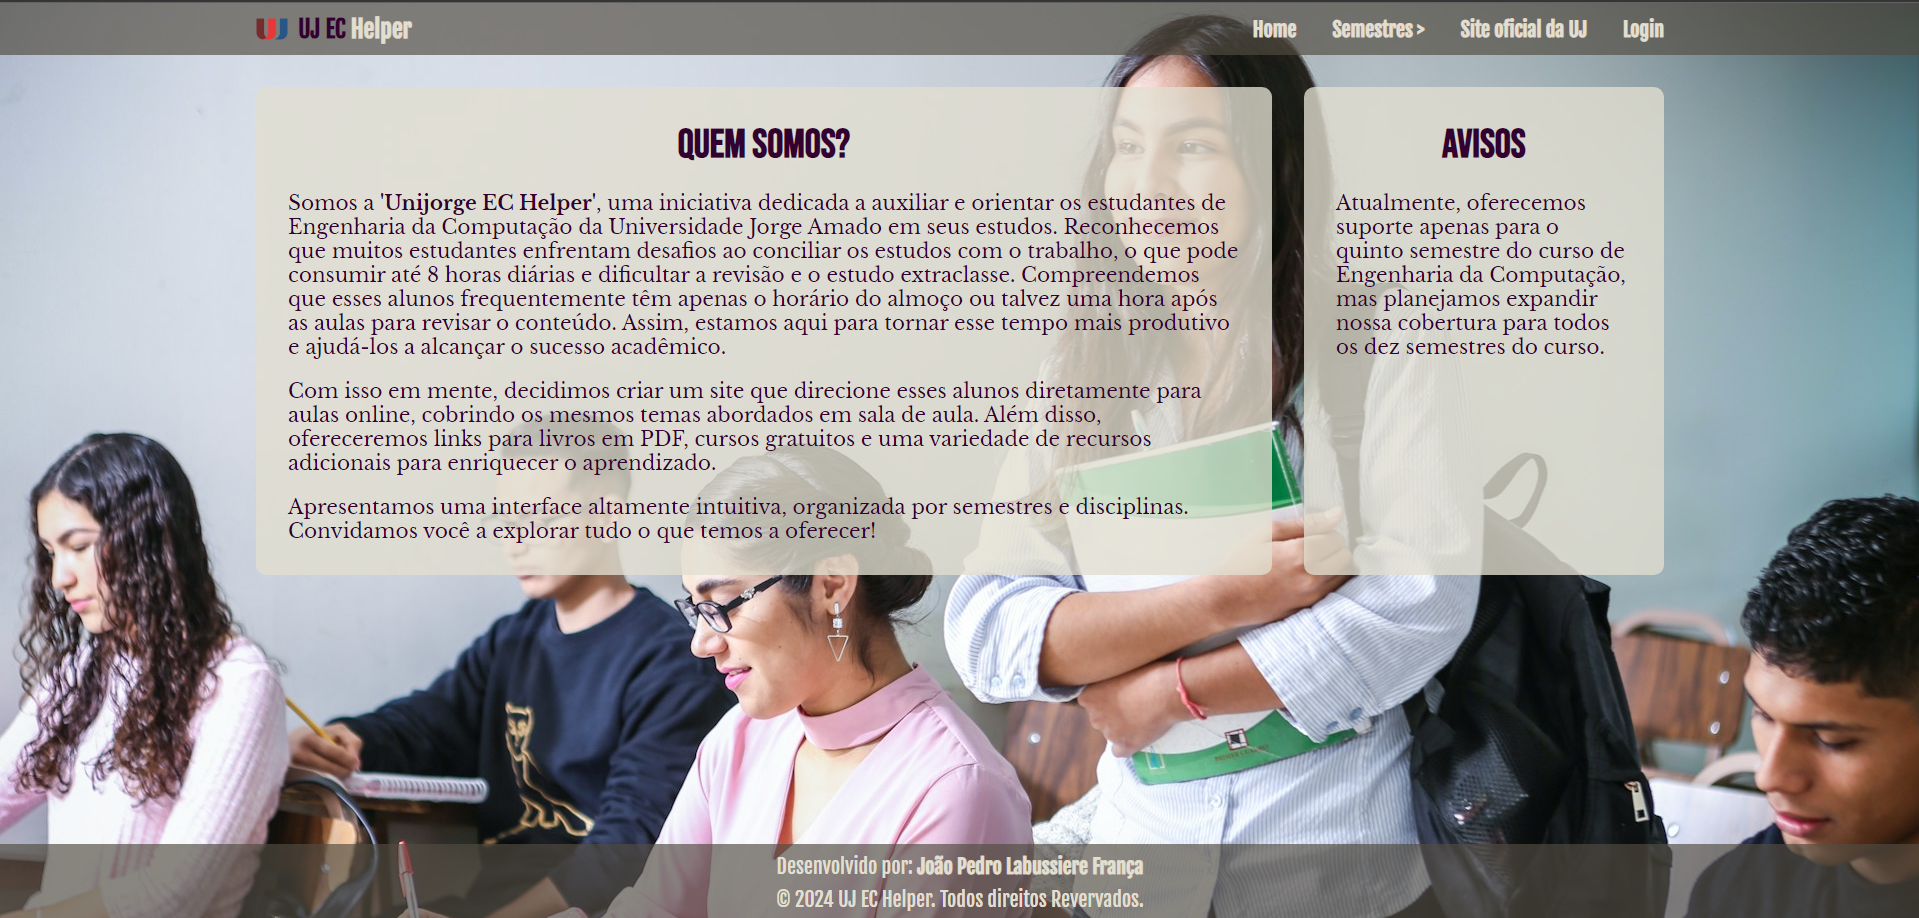 UJ EC Helper
Home Semestres > Site oficial da UJ Login
QUEM SOMOS?
Somos a 'Unijorge EC Helper', uma iniciativa dedicada a auxiliar e orientar os estudantes de
Engenharia da Computação da Universidade Jorge Amado em seus estudos. Reconhecemos
que muitos estudantes enfrentam desafios ao conciliar os estudos com o trabalho, o que pode
consumir até 8 horas diárias e dificultar a revisão e o estudo extraclasse. Compreendemos
que esses alunos frequentemente têm apenas o horário do almoço ou talvez uma hora após
as aulas para revisar o conteúdo. Assim, estamos aqui para tornar esse tempo mais produtivo
e ajudá-los a alcançar o sucesso acadêmico.
Com isso em mente, decidimos criar um site que direcione esses alunos diretamente para
aulas online, cobrindo os mesmos temas abordados em sala de aula. Além disso,
ofereceremos links para livros em PDF, cursos gratuitos e uma variedade de recursos
adicionais para enriquecer o aprendizado.
Apresentamos uma interface altamente intuitiva, organizada por semestres e disciplinas.
Convidamos você a explorar tudo o que temos a oferecer!
AVISOS
Atualmente, oferecemos
suporte apenas para o
quinto semestre do curso de
Engenharia da Computação,
mas planejamos expandir
nossa cobertura para todos
os dez semestres do curso.
Desenvolvido por: João Pedro Labussiere França
© 2024 UJ EC Helper. Todos direitos Revervados.